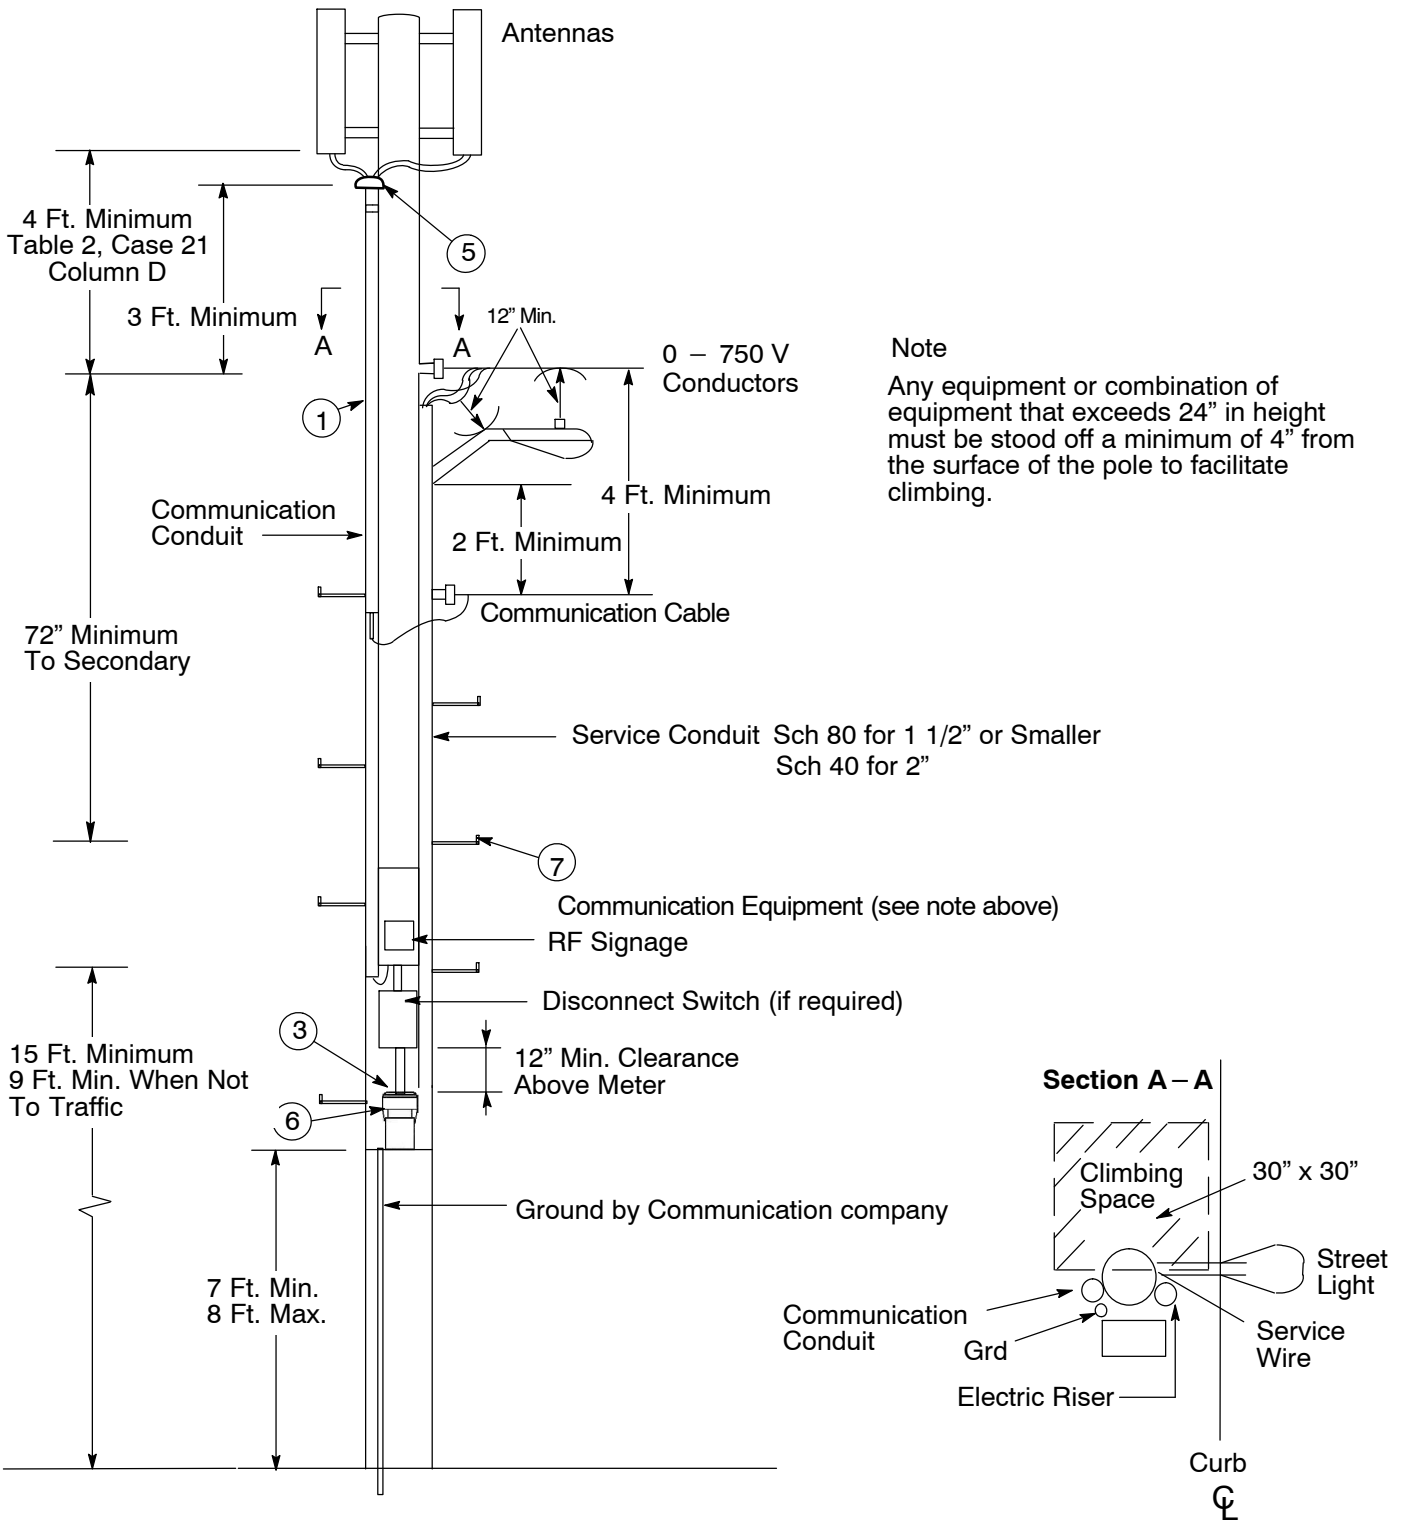 Antennas
4 Ft. Minimum
Table 2, Case 21
Column D
5
3 Ft. Minimum
A
A
12” Min.
0 – 750 V
Conductors
Note
Any equipment or combination of
equipment that exceeds 24” in height
must be stood off a minimum of 4” from
the surface of the pole to facilitate
climbing.
1
4 Ft. Minimum
Communication
Conduit
2 Ft. Minimum
Communication Cable
72” Minimum
To Secondary
Service Conduit Sch 80 for 1 1/2” or Smaller
Sch 40 for 2”
7
Communication Equipment (see note above)
RF Signage
Disconnect Switch (if required)
3
15 Ft. Minimum
9 Ft. Min. When Not
To Traffic
12” Min. Clearance
Above Meter
6
Ground by Communication company
7 Ft. Min.
8 Ft. Max.
Section A – A
Climbing
Space
30” x 30”
Street
Light
Communication
Conduit
Grd
Service
Wire
Electric Riser
Curb
℄